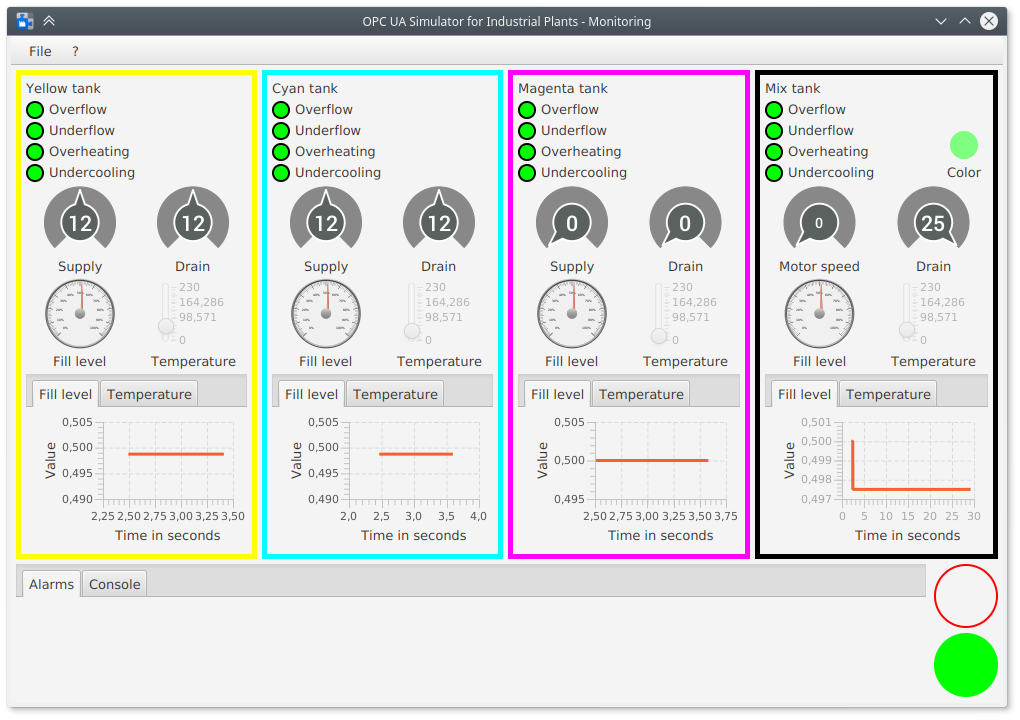 OPC UA Simulator for Industrial Plants - Monitoring
File ?
Yellow tank
Overflow
Underflow
Overheating
Undercooling
12 12
Supply Drain
230
164,286
98,571
0
Fill level Temperature
Fill level Temperature
Value
0,505
0,500
0,495
0,490
2,25 2,50 2,75 3,00 3,25 3,50
Time in seconds
Cyan tank
Overflow
Underflow
Overheating
Undercooling
12 12
Supply Drain
230
164,286
98,571
0
Fill level Temperature
Fill level Temperature
Value
0,505
0,500
0,495
0,490
2,0 2,5 3,0 3,5 4,0
Time in seconds
Magenta tank
Overflow
Underflow
Overheating
Undercooling
0 0
Supply Drain
230
164,286
98,571
0
Fill level Temperature
Fill level Temperature
Value
0,505
0,500
0,495
2,50 2,75 3,00 3,25 3,50 3,75
Time in seconds
Mix tank
Overflow
Underflow
Overheating
Undercooling
Color
0 25
Motor speed Drain
230
164,286
98,571
0
Fill level Temperature
Fill level Temperature
Value
0,501
0,500
0,499
0,498
0,497
0 5 10 15 20 25 30
Time in seconds
Alarms Console